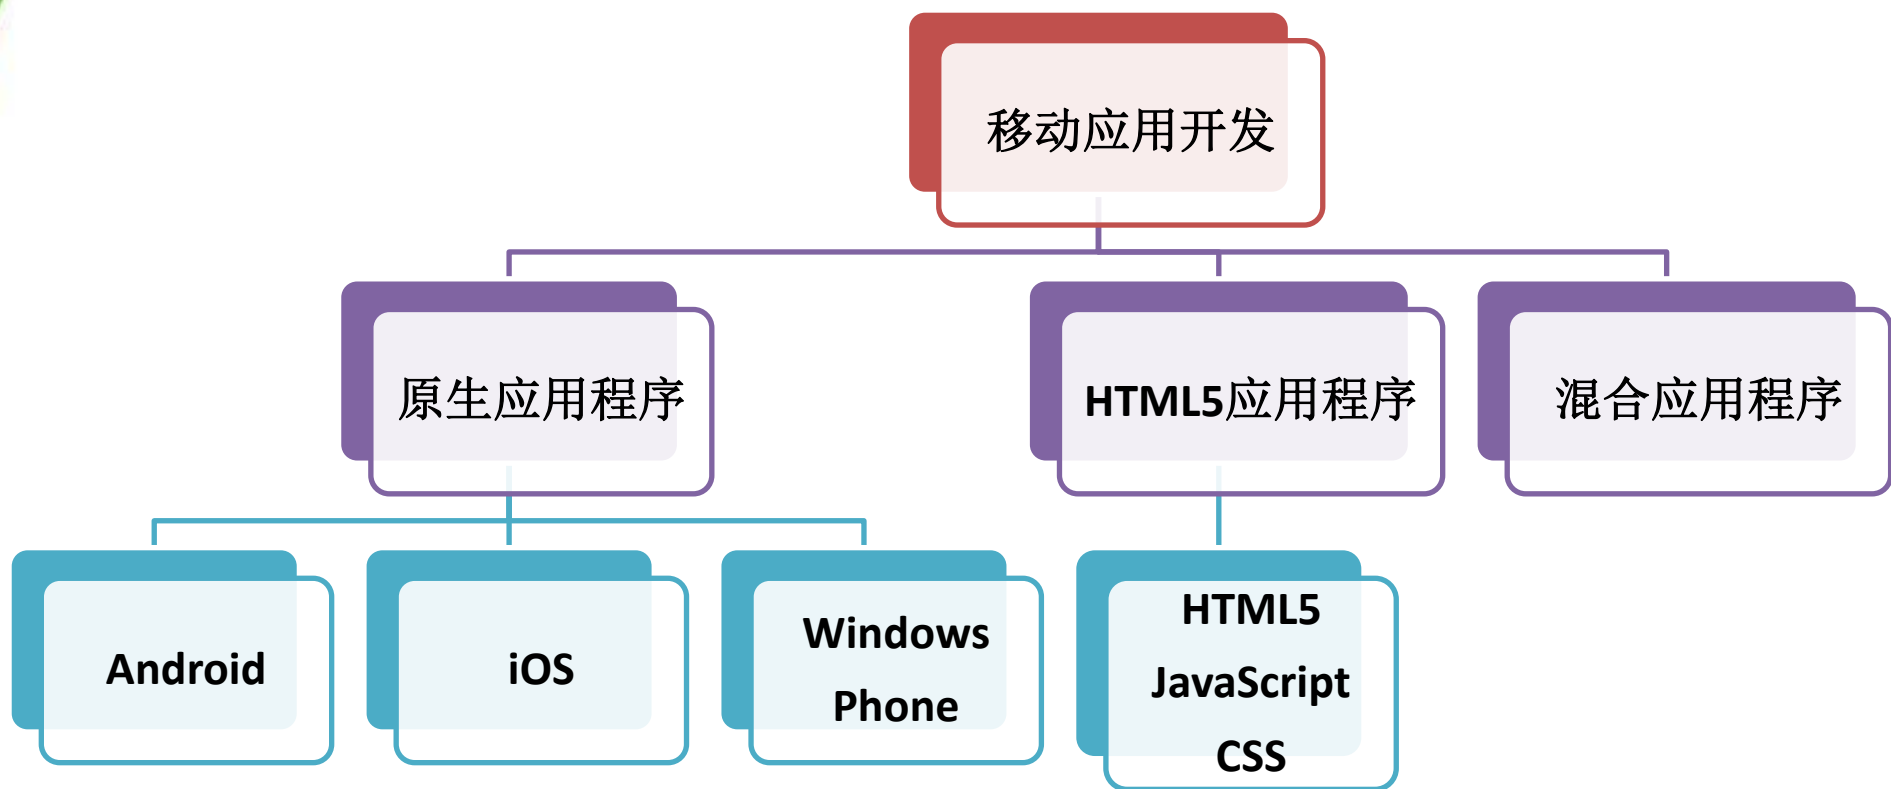 移动应用开发
原生应用程序
HTML5应用程序
混合应用程序
Android
iOS
Windows
Phone
HTML5
JavaScript
CSS